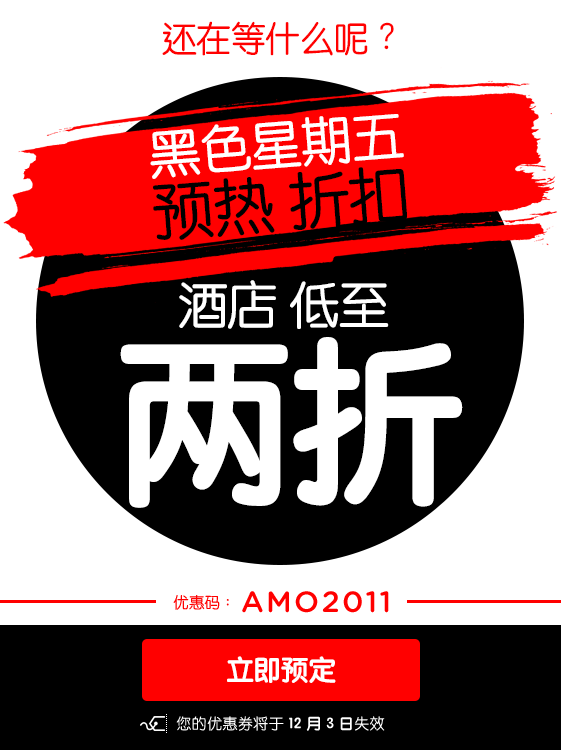 还在等什么呢？
黑色星期五
预热 折扣
酒店 低至
两折
优惠码： AMO2011
立即预定
您的优惠券将于 12 月 3 日失效